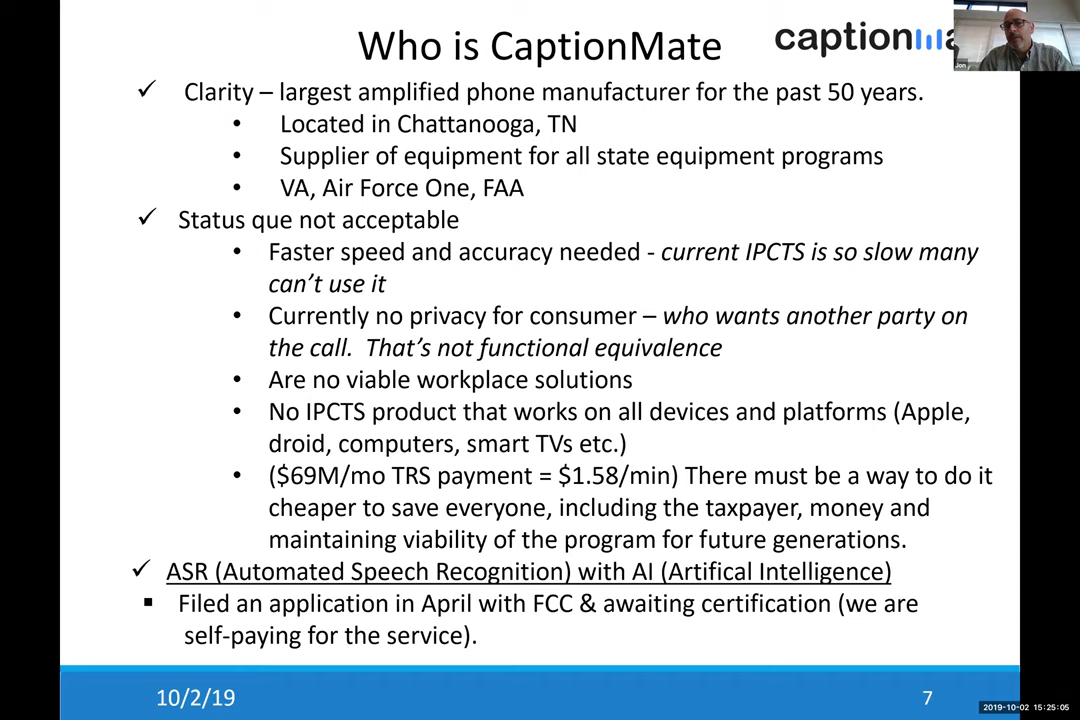 Who is CaptionMate
captionma
Jon
✓ Clarity – largest amplified phone manufacturer for the past 50 years.
• Located in Chattanooga, TN
• Supplier of equipment for all state equipment programs
• VA, Air Force One, FAA
✓ Status que not acceptable
• Faster speed and accuracy needed - current IPCTS is so slow many
can’t use it
• Currently no privacy for consumer – who wants another party on
the call. That’s not functional equivalence
• Are no viable workplace solutions
• No IPCTS product that works on all devices and platforms (Apple,
droid, computers, smart TVs etc.)
• ($69M/mo TRS payment = $1.58/min) There must be a way to do it
cheaper to save everyone, including the taxpayer, money and
maintaining viability of the program for future generations.
✓ ASR (Automated Speech Recognition) with AI (Artifical Intelligence)
▪ Filed an application in April with FCC & awaiting certification (we are
self-paying for the service).
10/2/19
7
2019-10-02 15:25:05